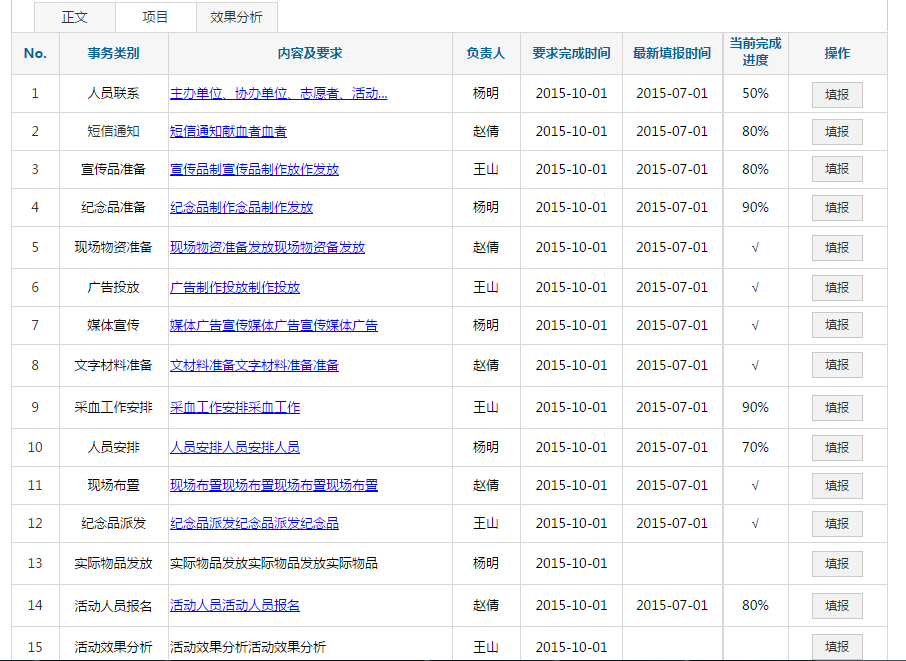 正文 项目 效果分析
No. 事务类别 内容及要求 负责人 要求完成时间 最新填报时间 当前完成进度 操作
1 人员联系 主办单位、协办单位、志愿者、活动... 杨明 2015-10-01 2015-07-01 50% 填报
2 短信通知 短信通知献血者血者 赵倩 2015-10-01 2015-07-01 80% 填报
3 宣传品准备 宣传品制宣传品制作放作发放 王山 2015-10-01 2015-07-01 80% 填报
4 纪念品准备 纪念品制作念品制作发放 杨明 2015-10-01 2015-07-01 90% 填报
5 现场物资准备 现场物资准备发放现场物资备发放 赵倩 2015-10-01 2015-07-01 √ 填报
6 广告投放 广告制作投放制作投放 王山 2015-10-01 2015-07-01 √ 填报
7 媒体宣传 媒体广告宣传媒体广告宣传媒体广告 杨明 2015-10-01 2015-07-01 √ 填报
8 文字材料准备 文材料准备文字材料准备准备 赵倩 2015-10-01 2015-07-01 √ 填报
9 采血工作安排 采血工作安排采血工作 王山 2015-10-01 2015-07-01 90% 填报
10 人员安排 人员安排人员安排人员 杨明 2015-10-01 2015-07-01 70% 填报
11 现场布置 现场布置现场布置现场布置现场布置 赵倩 2015-10-01 2015-07-01 √ 填报
12 纪念品派发 纪念品派发纪念品派发纪念品 王山 2015-10-01 2015-07-01 √ 填报
13 实际物品发放 实际物品发放实际物品发放实际物品 杨明 2015-10-01 填报
14 活动人员报名 活动人员活动人员报名 赵倩 2015-10-01 2015-07-01 80% 填报
15 活动效果分析 活动效果分析活动效果分析 王山 2015-10-01 填报